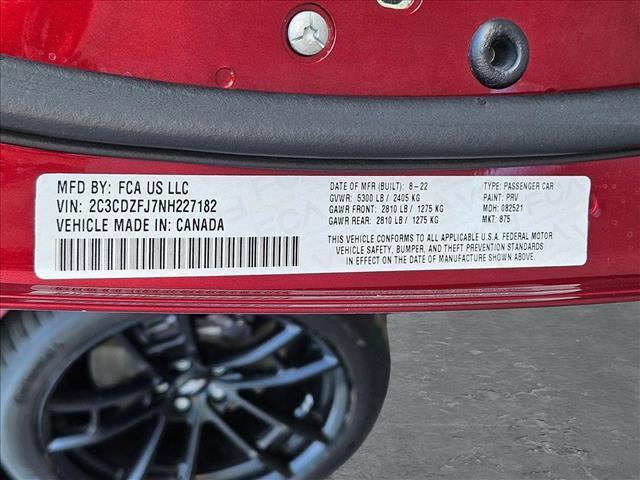 MFD BY: FCA US LLC
VIN: 2C3CDZFJ7NH227182
VEHICLE MADE IN: CANADA
DATE OF MFR (BUILT): 8-22
GVWR: 5300 LB / 2405 KG
GAWR FRONT: 2810 LB / 1275 KG
GAWR REAR: 2810 LB / 1275 KG
TYPE: PASSENGER CAR
PAINT: PRV
MDH: 082521
MKT: 875
THIS VEHICLE CONFORMS TO ALL APPLICABLE U.S.A. FEDERAL MOTOR
VEHICLE SAFETY, BUMPER, AND THEFT PREVENTION STANDARDS
IN EFFECT ON THE DATE OF MANUFACTURE SHOWN ABOVE.